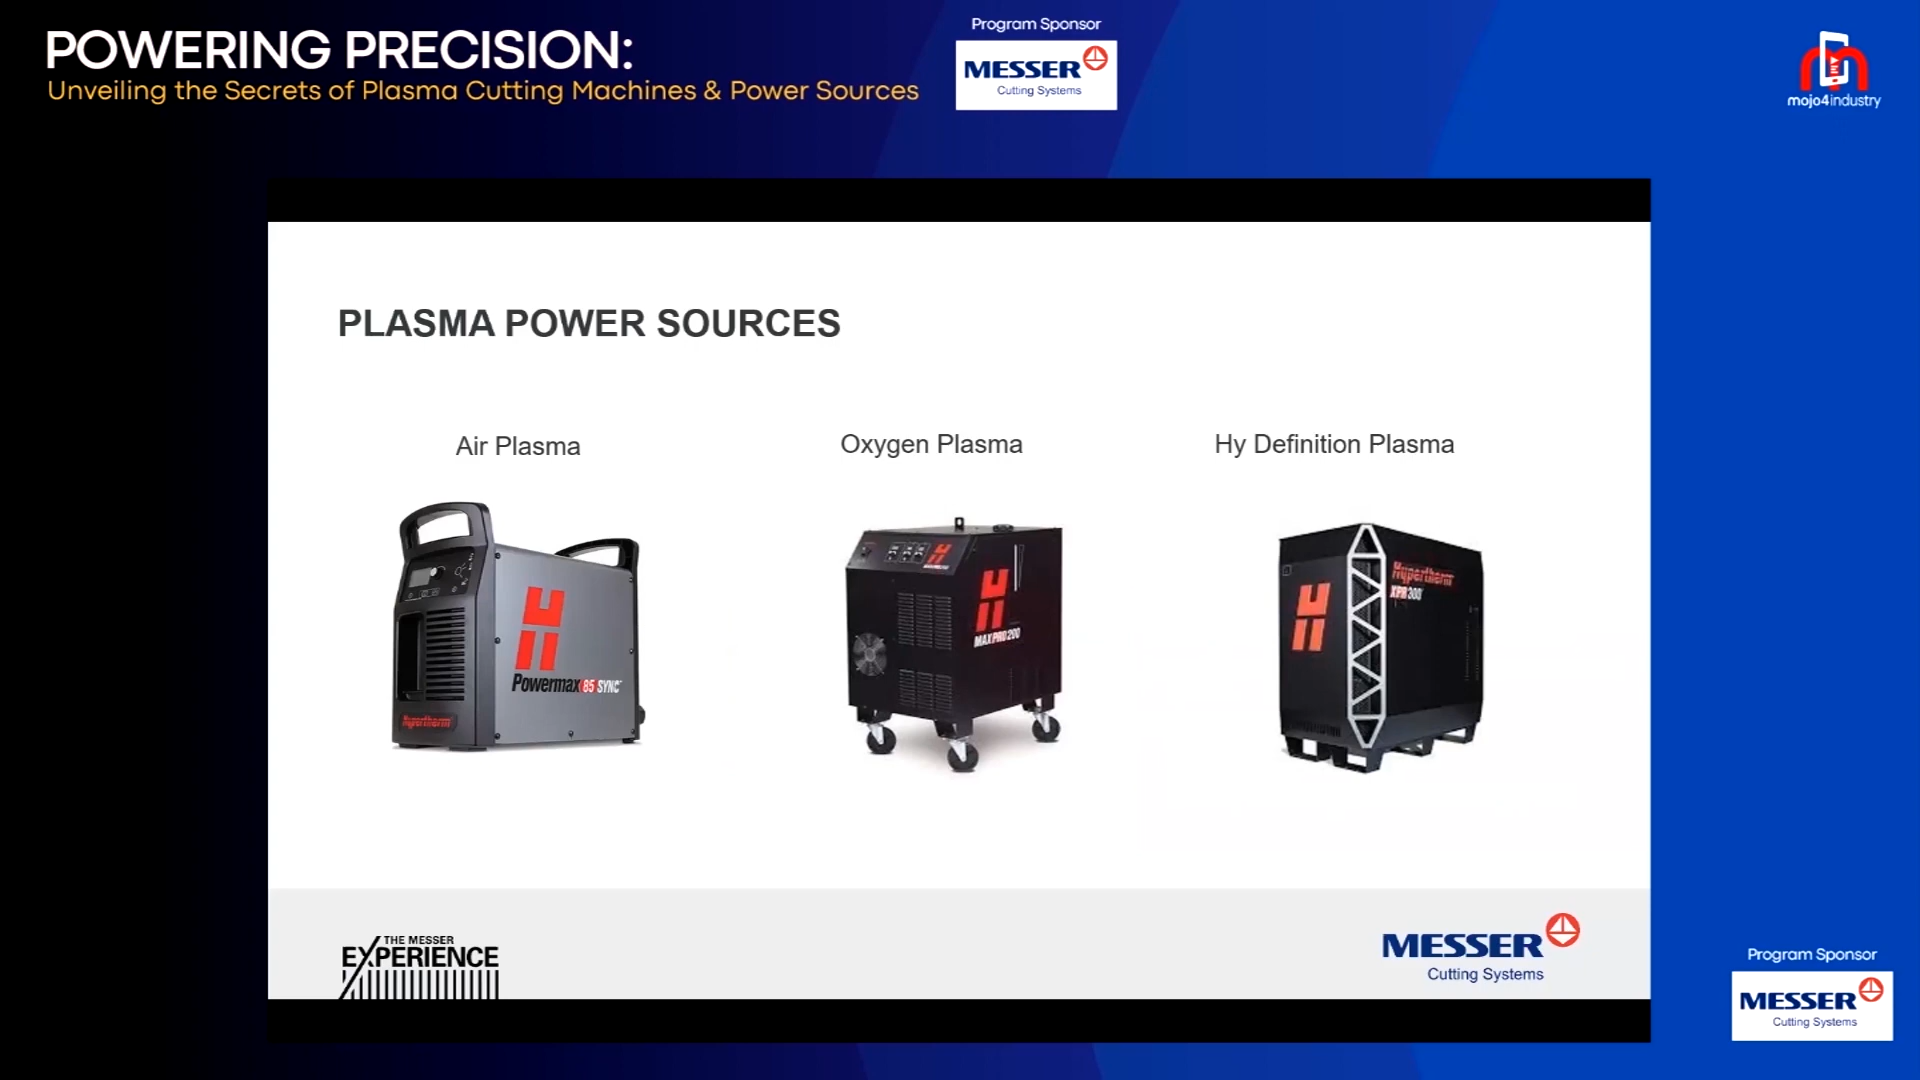 POWERING PRECISION:
Unveiling the Secrets of Plasma Cutting Machines & Power Sources
Program Sponsor
MESSER
Cutting Systems
mojo4industry
PLASMA POWER SOURCES
Air Plasma
Oxygen Plasma
Hy Definition Plasma
Powermax 85 SYNC
Hypertherm
MAXPRO200
Hypertherm
XPR300
THE MESSER
EXPERIENCE
MESSER
Cutting Systems
Program Sponsor
MESSER
Cutting Systems